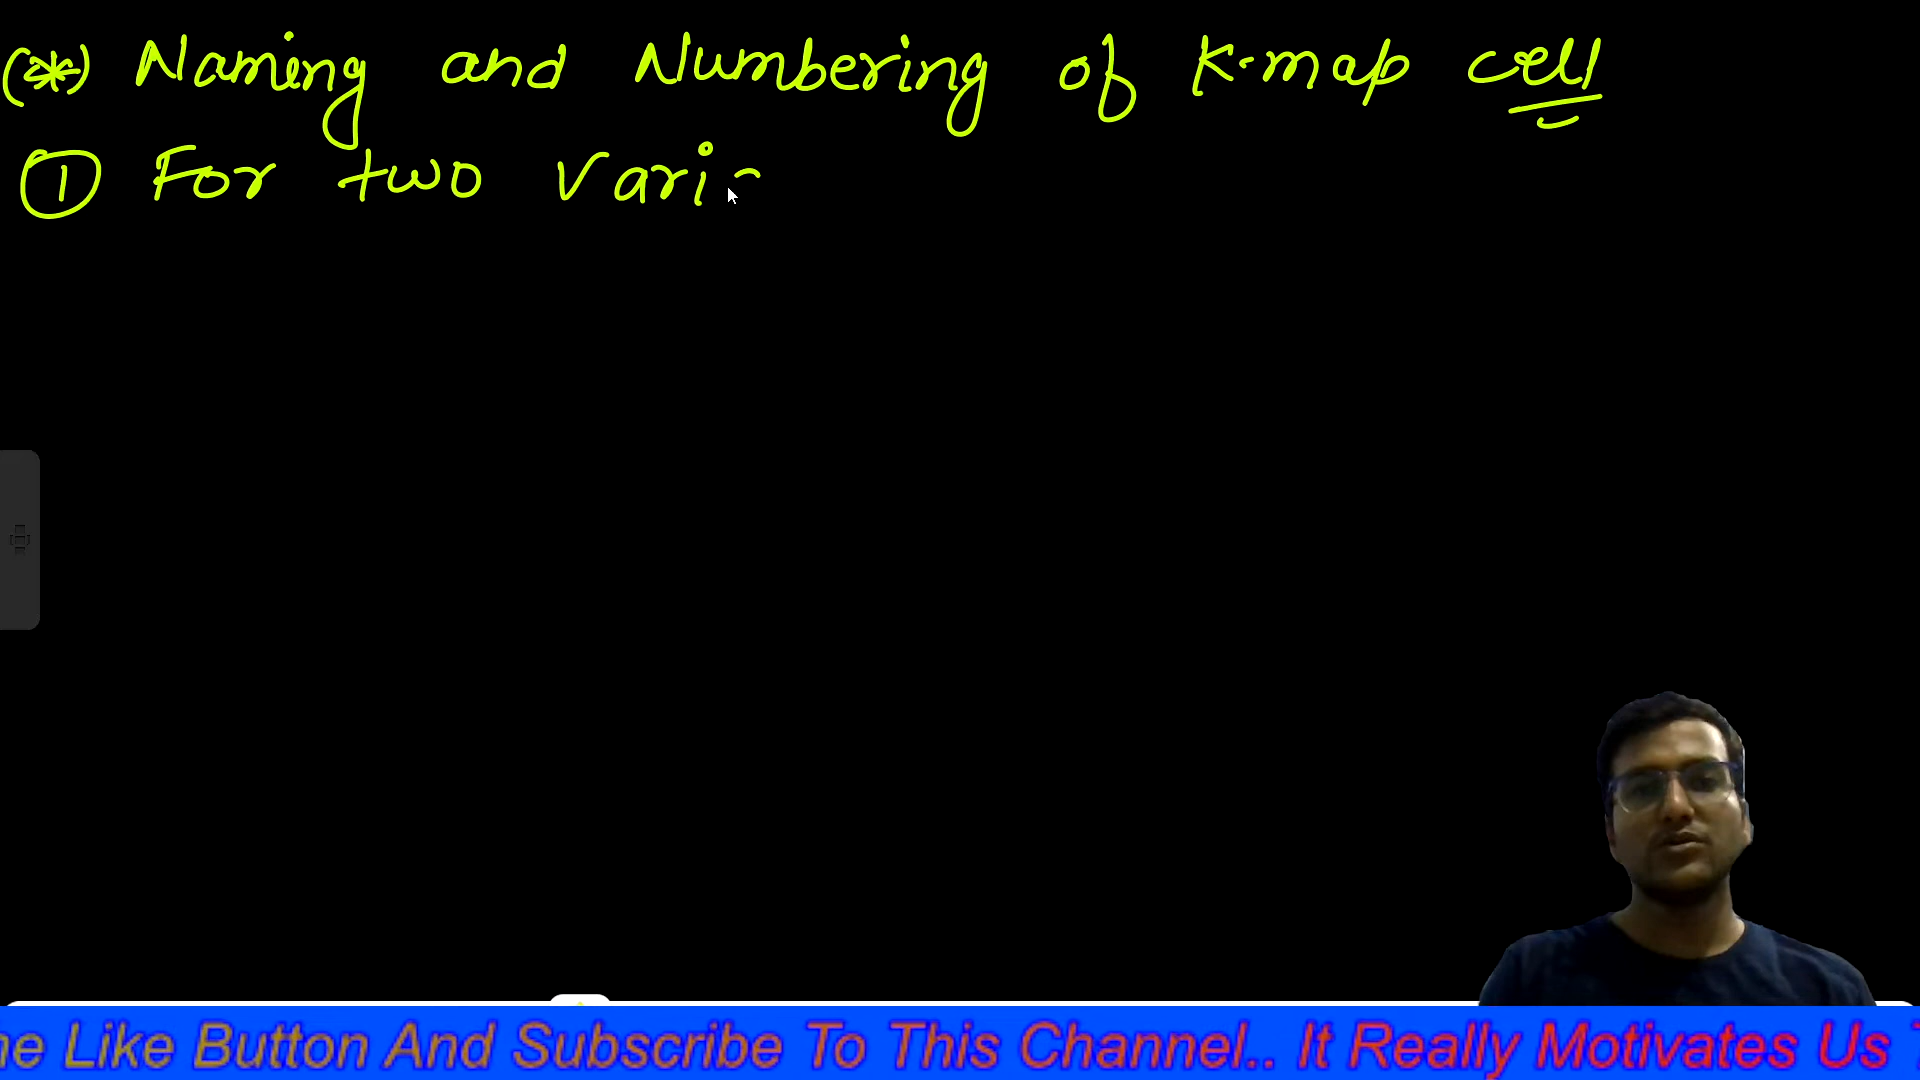 (*) Naming and Numbering of K-map cell
① For two Vari
he Like Button And Subscribe To This Channel.. It Really Motivates Us